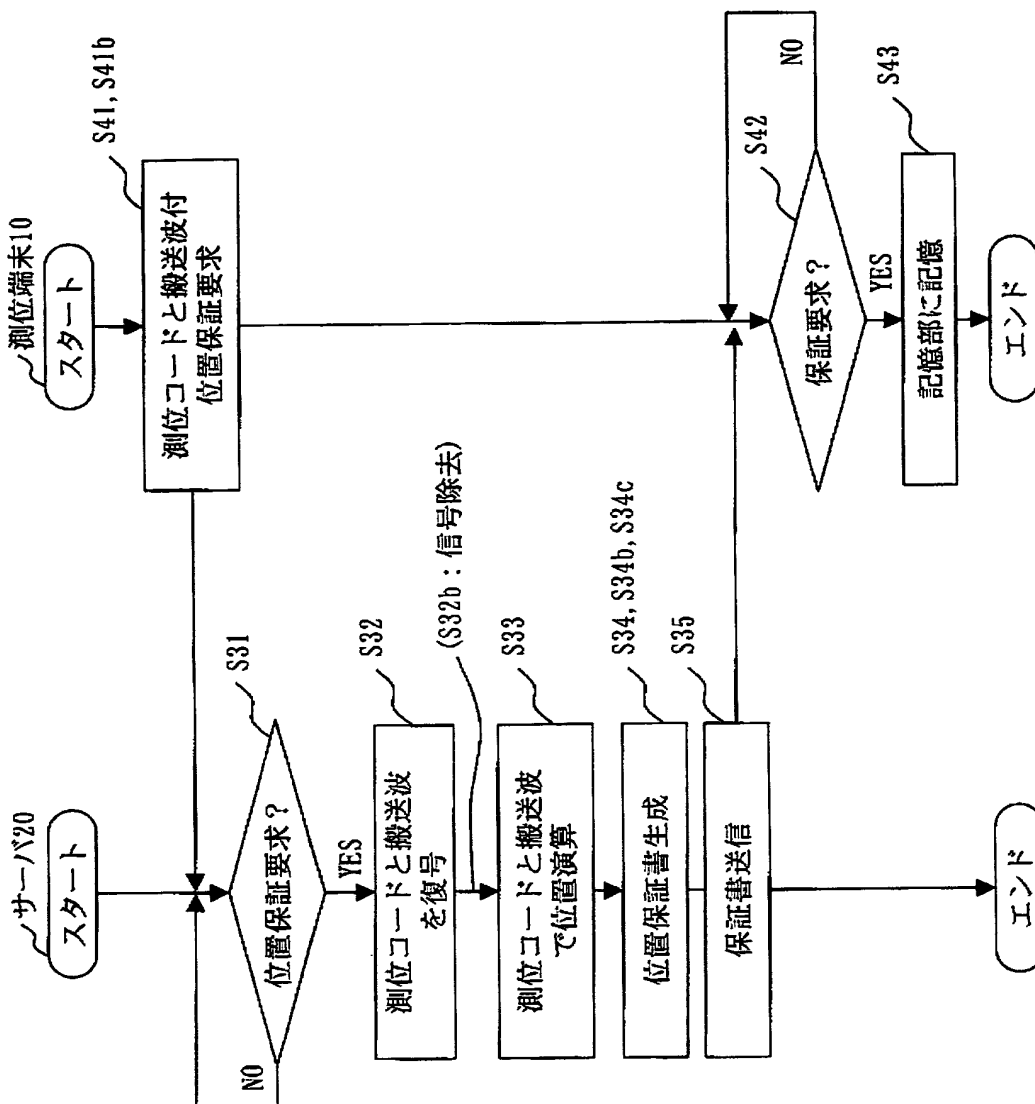 サーバ20
スタート
位置保証要求?
S31
NO
YES
測位コードと搬送波
を復号
S32
(S32b:信号除去)
測位コードと搬送波
で位置演算
S33
位置保証書生成
S34, S34b, S34c
保証書送信
S35
エンド
測位端末10
スタート
測位コードと搬送波付
位置保証要求
S41, S41b
保証要求?
S42
NO
YES
記憶部に記憶
S43
エンド